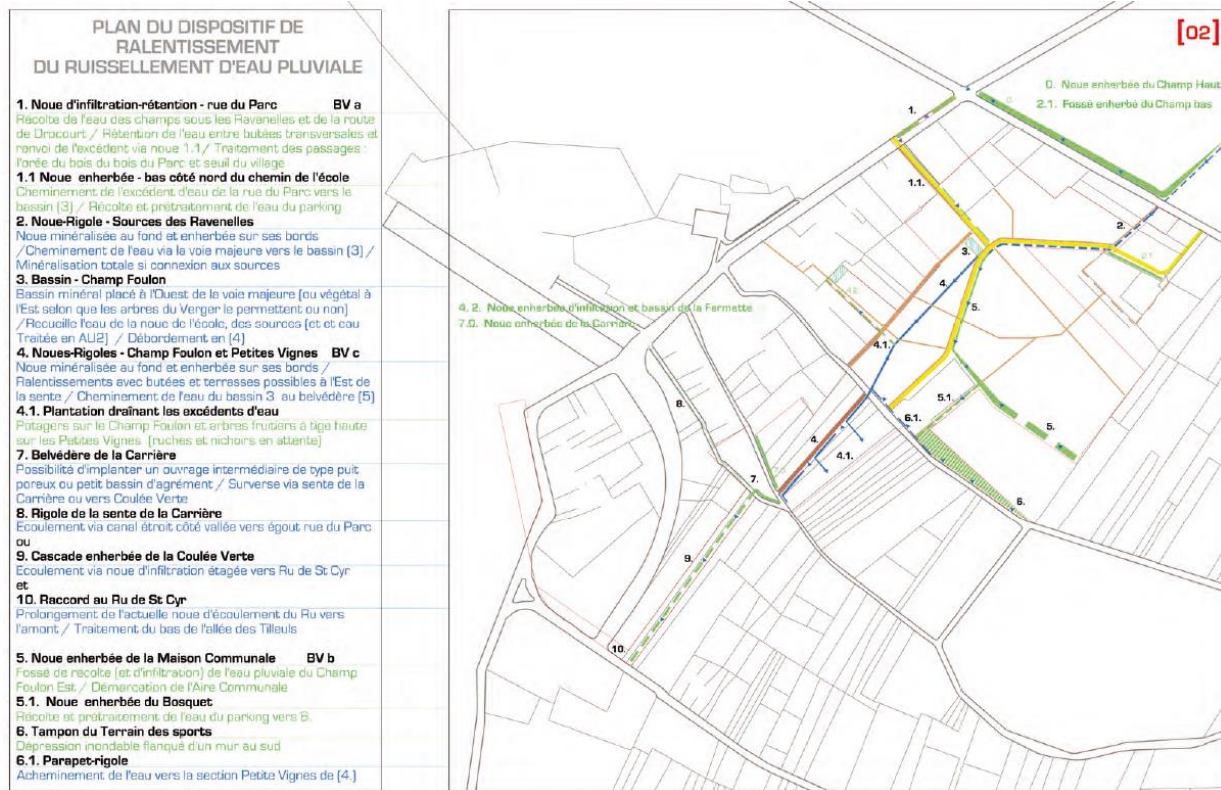 PLAN DU DISPOSITIF DE
RALENTISSEMENT
DU RUISSELLEMENT D'EAU PLUVIALE
1. Noue d'infiltration-rétention - rue du Parc BV a
Récolte de l'eau des champs sous les Ravenelles et de la route
de Drocourt / Rétention de l'eau entre butées transversales et
renvoi de l'excédent via noue 1.1/ Traitement des passages :
l'orée du bois du bois du Parc et seuil du village
1.1 Noue enherbée - bas côté nord du chemin de l'école
Cheminement de l'excédent d'eau de la rue du Parc vers le
bassin (3) / Récolte et prétraitement de l'eau du parking
2. Noue-Rigole - Sources des Ravenelles
Noue minéralisée au fond et enherbée sur ses bords
/Cheminement de l'eau via la voie majeure vers le bassin (3) /
Minéralisation totale si connexion aux sources
3. Bassin - Champ Foulon
Bassin minéral placé à l'Ouest de la voie majeure (ou végétal à
l'Est selon que les arbres du Verger le permettent ou non)
/Recueille l'eau de la noue de l'école, des sources (et et eau
Traitée en AU2) / Débordement en (4)
4. Noues-Rigoles - Champ Foulon et Petites Vignes BV c
Noue minéralisée au fond et enherbée sur ses bords /
Ralentissements avec butées et terrasses possibles à l'Est de
la sente / Cheminement de l'eau du bassin 3 au belvédère (5)
4.1. Plantation draînant les excédents d'eau
Potagers sur le Champ Foulon et arbres fruitiers à tige haute
sur les Petites Vignes (ruches et nichoirs en attente)
7. Belvédère de la Carrière
Possibilité d'implanter un ouvrage intermédiaire de type puit
poreux ou petit bassin d'agrément / Surverse via sente de la
Carrière ou vers Coulée Verte
8. Rigole de la sente de la Carrière
Ecoulement via canal étroit côté vallée vers égout rue du Parc
ou
9. Cascade enherbée de la Coulée Verte
Ecoulement via noue d'infiltration étagée vers Ru de St Cyr
et
10. Raccord au Ru de St Cyr
Prolongement de l'actuelle noue d'écoulement du Ru vers
l'amont / Traitement du bas de l'allée des Tilleuls
5. Noue enherbée de la Maison Communale BV b
Fossé de récolte (et d'infiltration) de l'eau pluviale du Champ
Foulon Est / Démarcation de l'Aire Communale
5.1. Noue enherbée du Bosquet
Récolte et prétraitement de l'eau du parking vers 6.
6. Tampon du Terrain des sports
Dépression inondable flanqué d'un mur au sud
6.1. Parapet-rigole
Acheminement de l'eau vers la section Petite Vignes de (4.)
[02]
0. Noue enherbée du Champ Haut
2.1. Fossé enherbé du Champ bas
0.
1.
1.1.
2.
2.1.
3.
4.
4.2.
5.
4. 2. Noue enherbée d'infiltration et bassin de la Fermette
7.0. Noue enherbée de la Carrière
4.1.
5.1.
8.
6.1.
5.
4.
4.1.
7.
6.
9.
10.